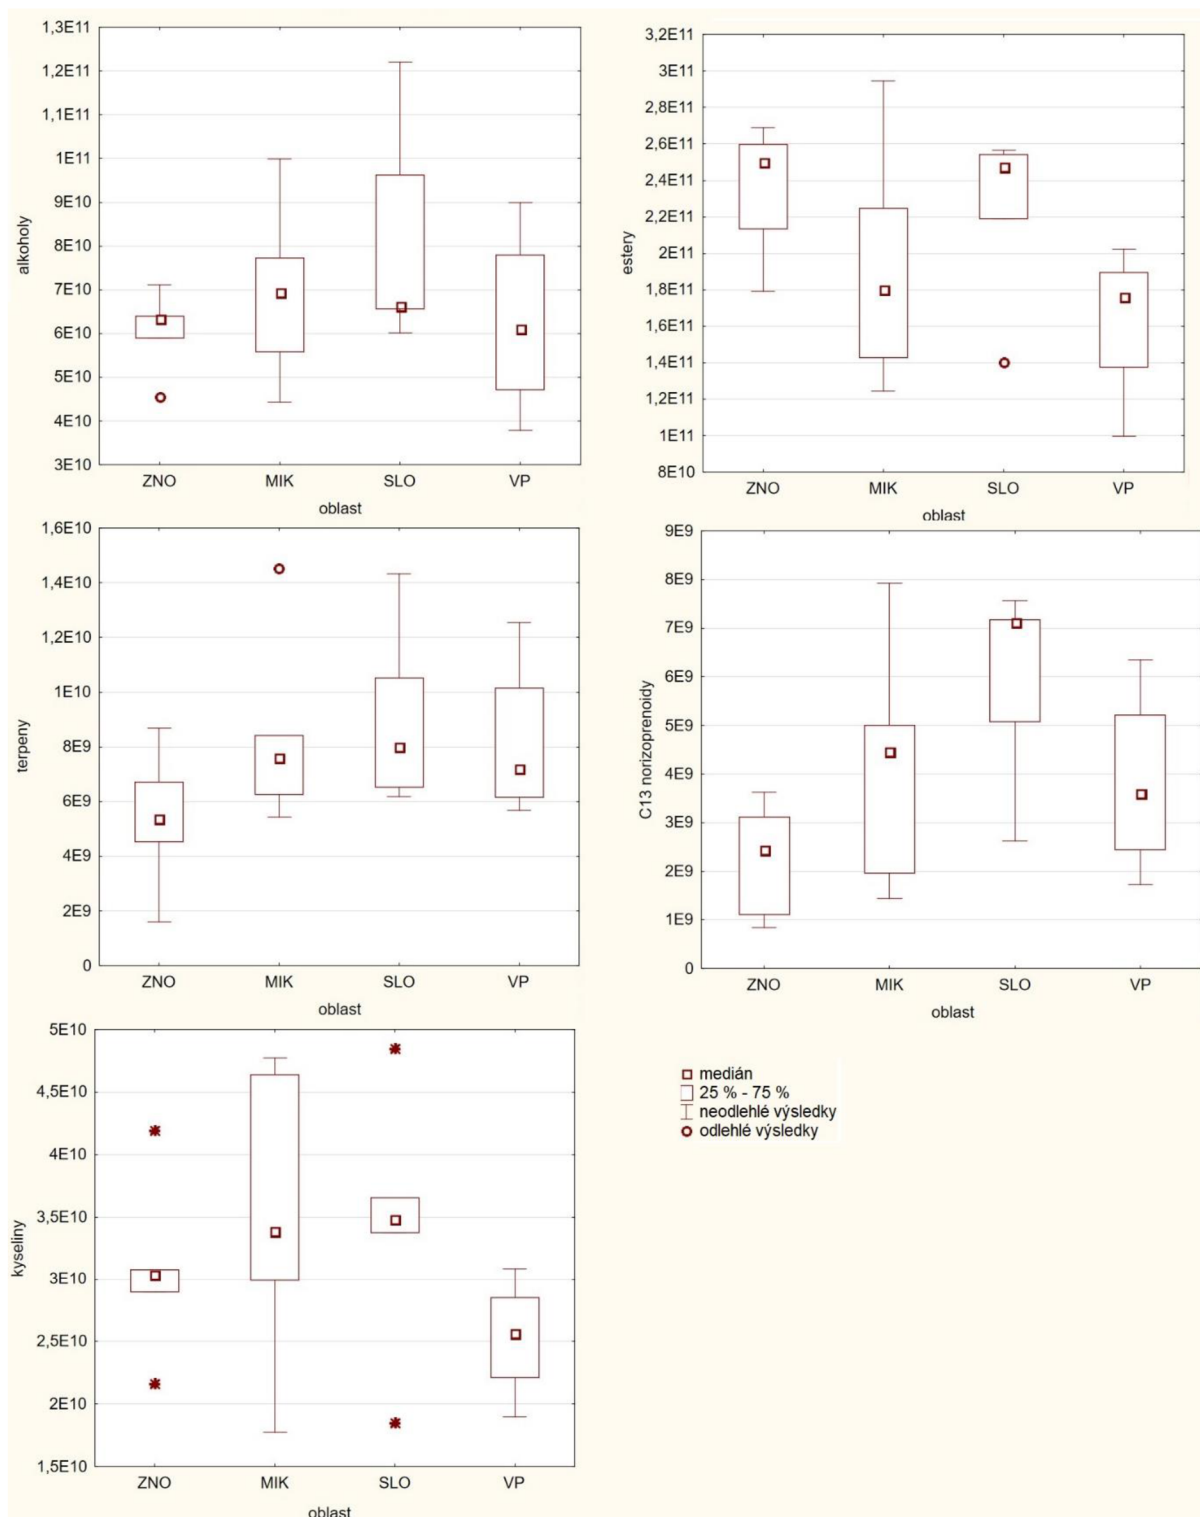 1,3E11
1,2E11
1,1E11
1E11
9E10
8E10
7E10
6E10
5E10
4E10
3E10
alkoholy
ZNO MIK SLO VP
oblast
3,2E11
3E11
2,8E11
2,6E11
2,4E11
2,2E11
2E11
1,8E11
1,6E11
1,4E11
1,2E11
1E11
8E10
estery
ZNO MIK SLO VP
oblast
1,6E10
1,4E10
1,2E10
1E10
8E9
6E9
4E9
2E9
0
terpeny
ZNO MIK SLO VP
oblast
9E9
8E9
7E9
6E9
5E9
4E9
3E9
2E9
1E9
0
C13 norizoprenoidy
ZNO MIK SLO VP
oblast
5E10
4,5E10
4E10
3,5E10
3E10
2,5E10
2E10
1,5E10
kyseliny
ZNO MIK SLO VP
oblast
medián
25 % - 75 %
neodlehlé výsledky
odlehlé výsledky